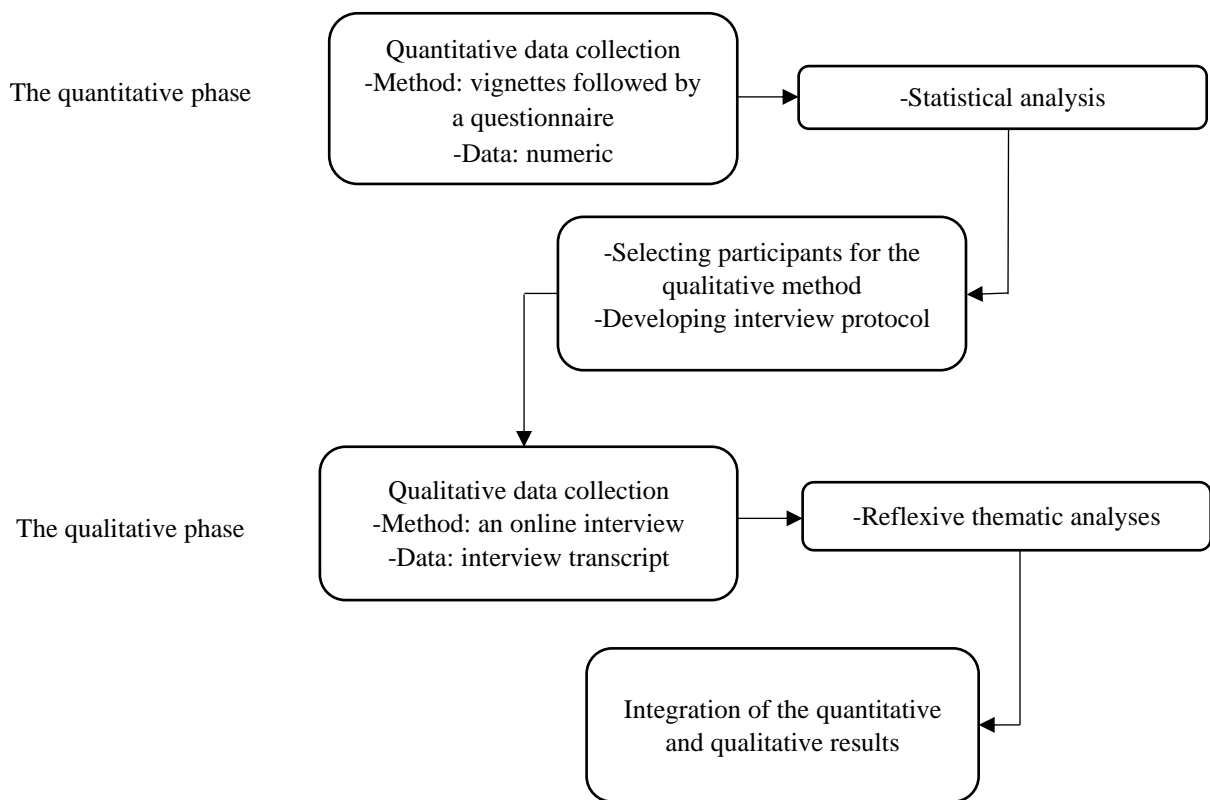 Quantitative data collection
-Method: vignettes followed by
a questionnaire
-Data: numeric
The quantitative phase
-Statistical analysis
-Selecting participants for the
qualitative method
-Developing interview protocol
Qualitative data collection
-Method: an online interview
-Data: interview transcript
The qualitative phase
-Reflexive thematic analyses
Integration of the quantitative
and qualitative results